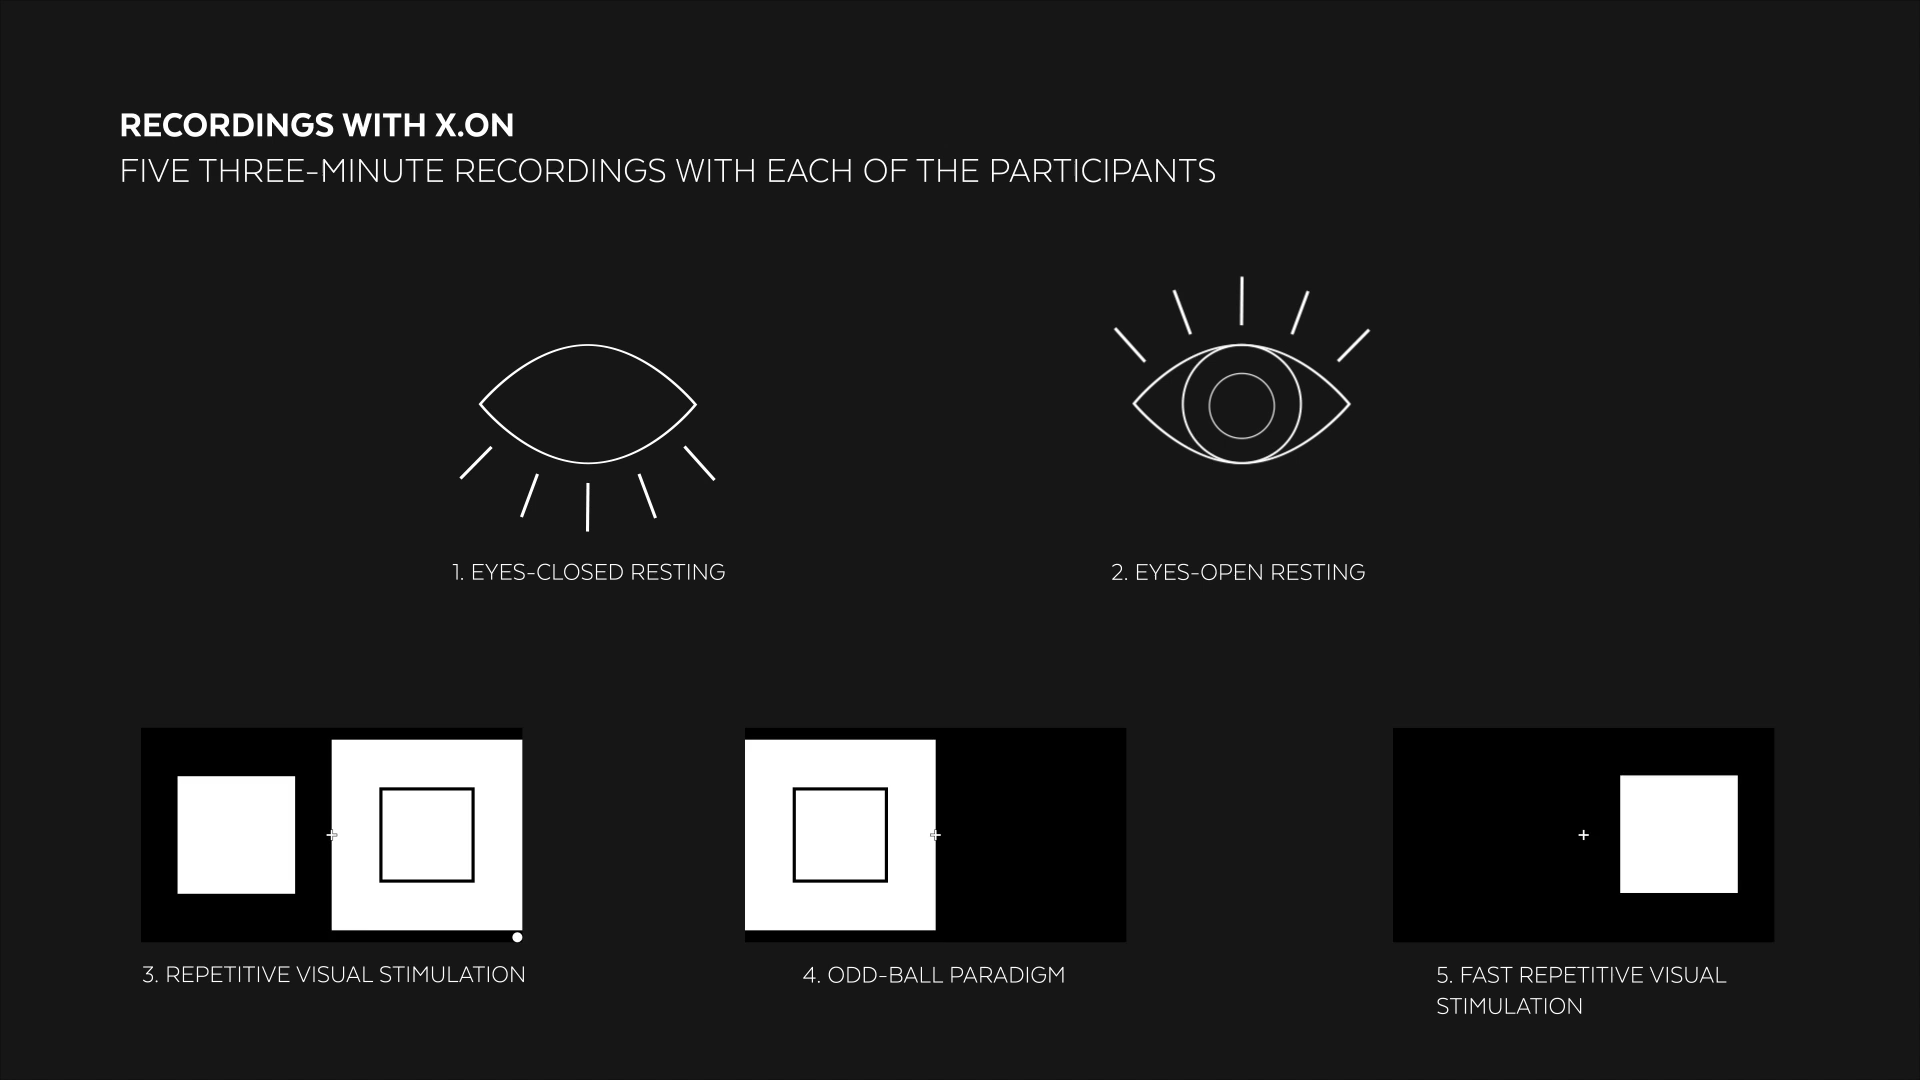 RECORDINGS WITH X.ON
FIVE THREE-MINUTE RECORDINGS WITH EACH OF THE PARTICIPANTS
1. EYES-CLOSED RESTING
2. EYES-OPEN RESTING
3. REPETITIVE VISUAL STIMULATION
4. ODD-BALL PARADIGM
5. FAST REPETITIVE VISUAL
STIMULATION